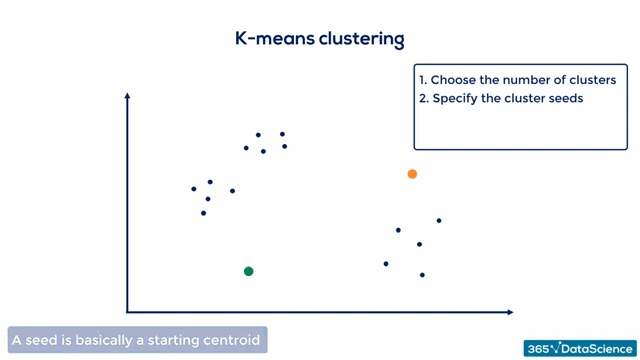 K-means clustering
1. Choose the number of clusters
2. Specify the cluster seeds
A seed is basically a starting centroid
365 DataScience